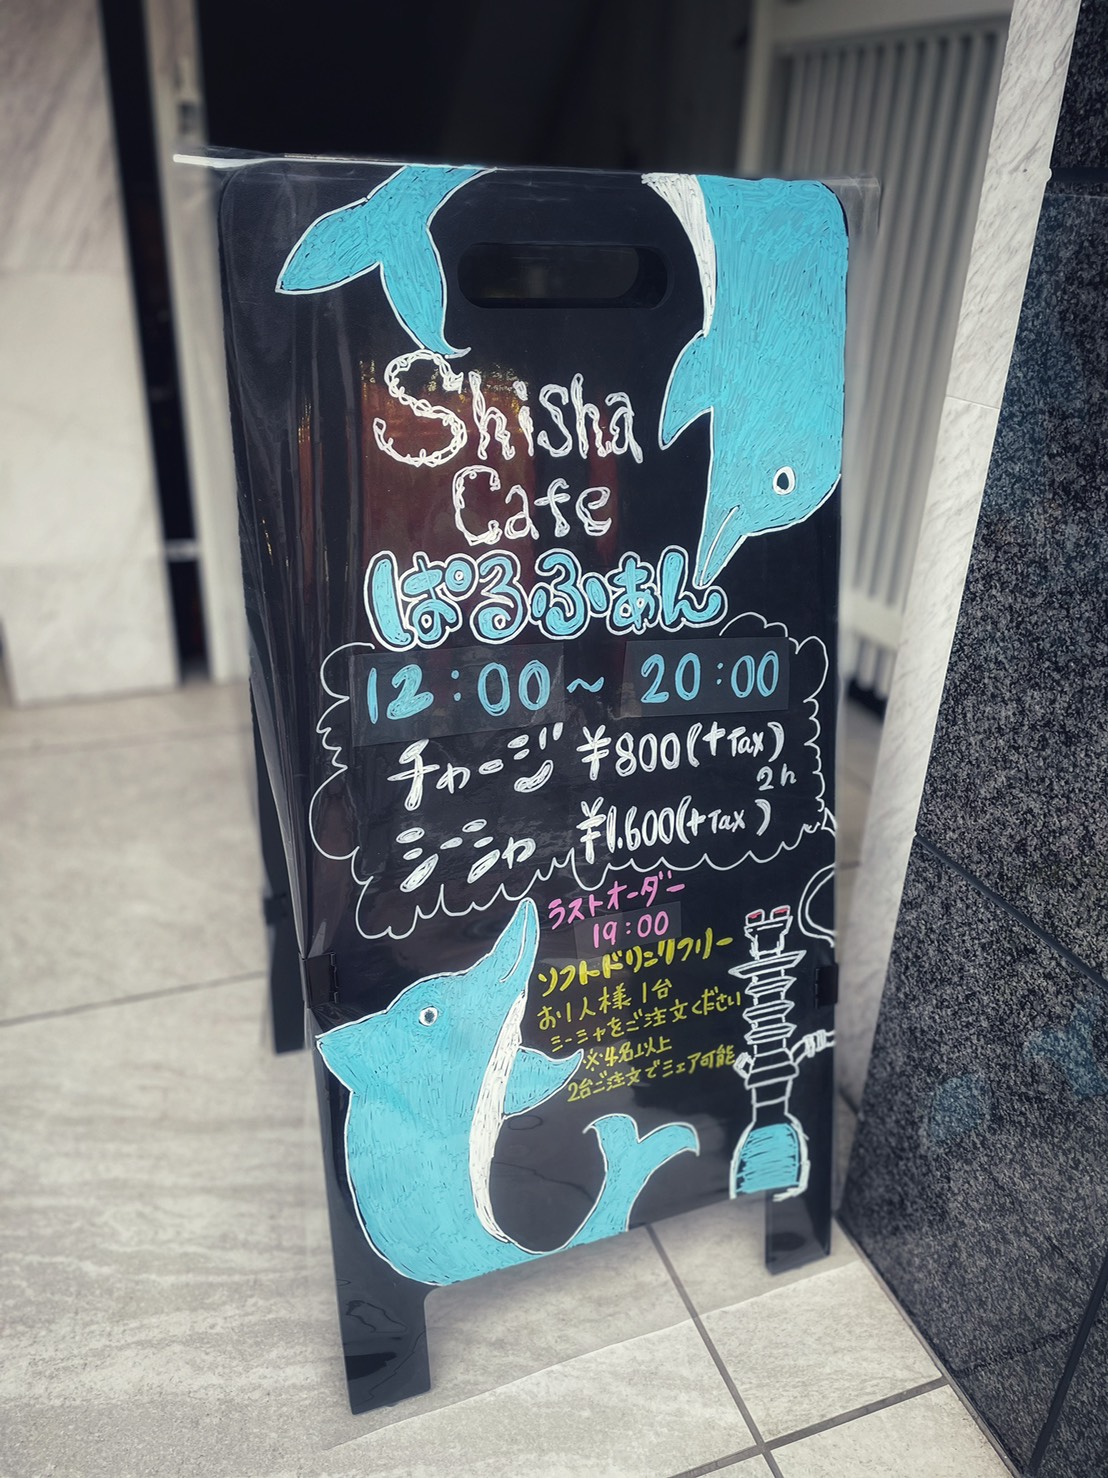 Shisha
Cafe
ぱるふぁん
12:00～20:00
チャージ ¥800(+Tax)
2h
シーシャ ¥1.600(+Tax)
ラストオーダー
19:00
ソフトドリンクフリー
お1人様1台
シーシャをご注文ください
※4名以上
2台ご注文でシェア可能